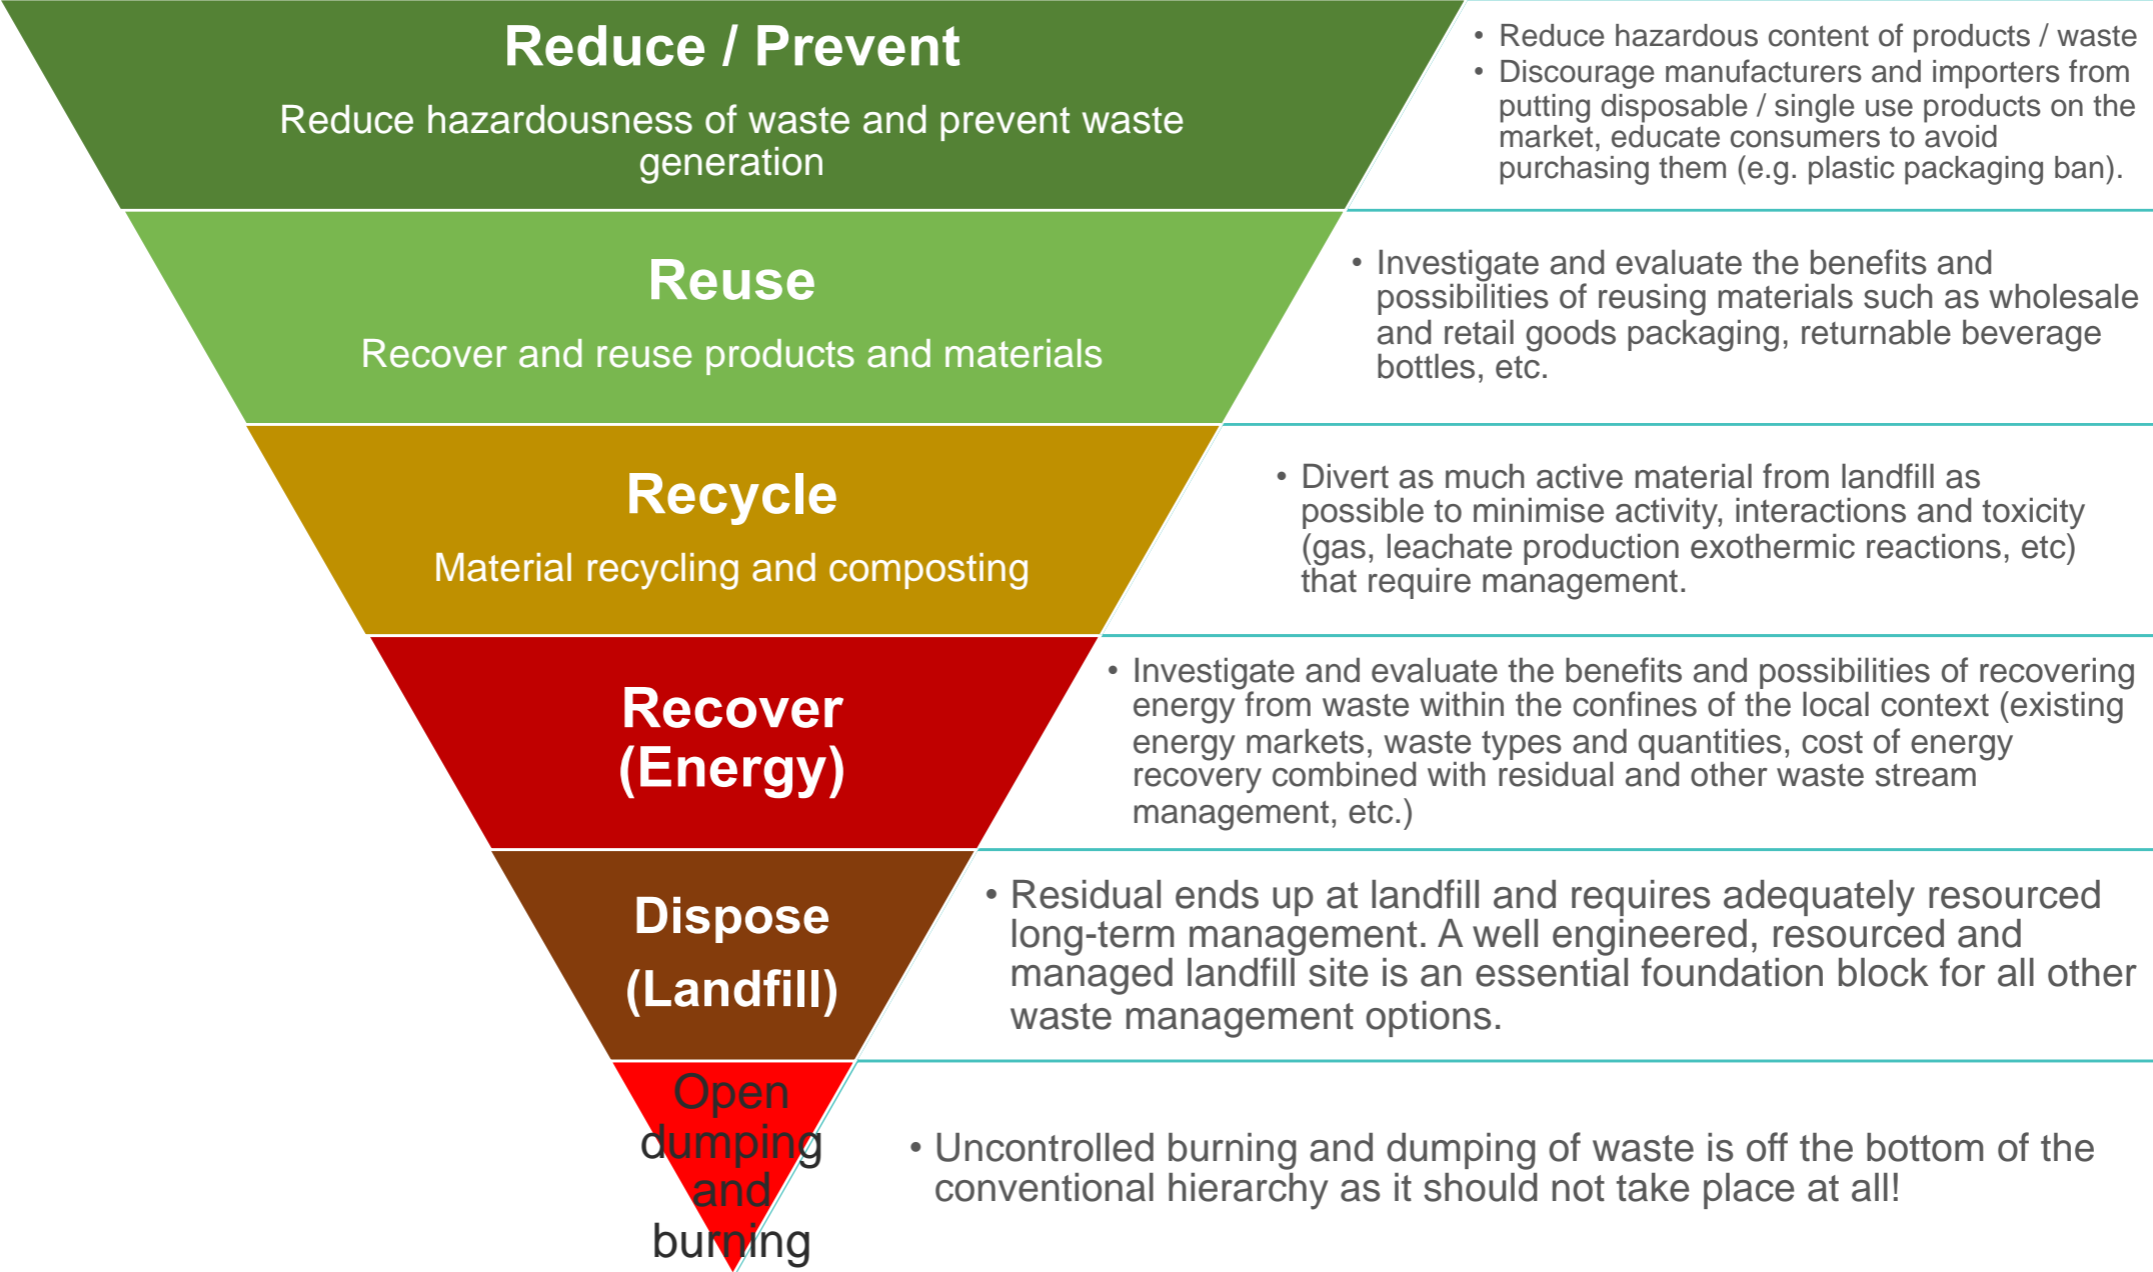 Reduce / Prevent
Reduce hazardousness of waste and prevent waste
generation
• Reduce hazardous content of products / waste
• Discourage manufacturers and importers from
putting disposable / single use products on the
market, educate consumers to avoid
purchasing them (e.g. plastic packaging ban).
Reuse
Recover and reuse products and materials
• Investigate and evaluate the benefits and
possibilities of reusing materials such as wholesale
and retail goods packaging, returnable beverage
bottles, etc.
Recycle
Material recycling and composting
• Divert as much active material from landfill as
possible to minimise activity, interactions and toxicity
(gas, leachate production exothermic reactions, etc)
that require management.
Recover
(Energy)
• Investigate and evaluate the benefits and possibilities of recovering
energy from waste within the confines of the local context (existing
energy markets, waste types and quantities, cost of energy
recovery combined with residual and other waste stream
management, etc.)
Dispose
(Landfill)
• Residual ends up at landfill and requires adequately resourced
long-term management. A well engineered, resourced and
managed landfill site is an essential foundation block for all other
waste management options.
Open
dumping
and
burning
• Uncontrolled burning and dumping of waste is off the bottom of the
conventional hierarchy as it should not take place at all!